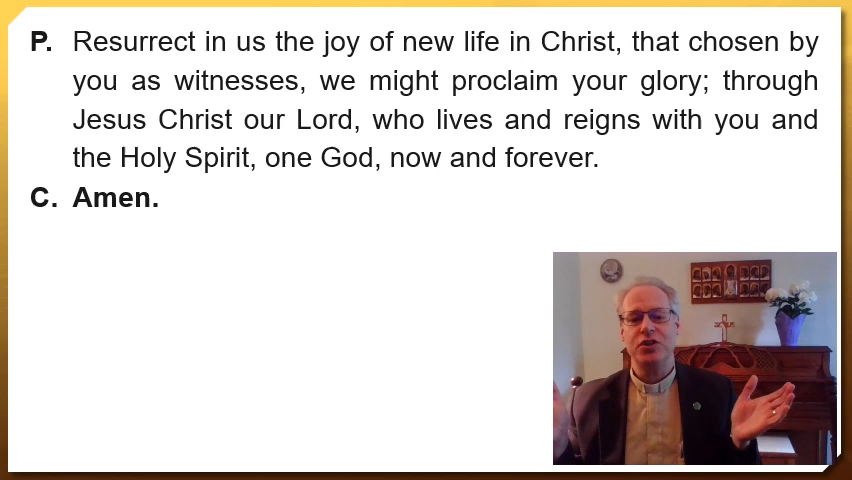 P. Resurrect in us the joy of new life in Christ, that chosen by
you as witnesses, we might proclaim your glory; through
Jesus Christ our Lord, who lives and reigns with you and
the Holy Spirit, one God, now and forever.
C. Amen.